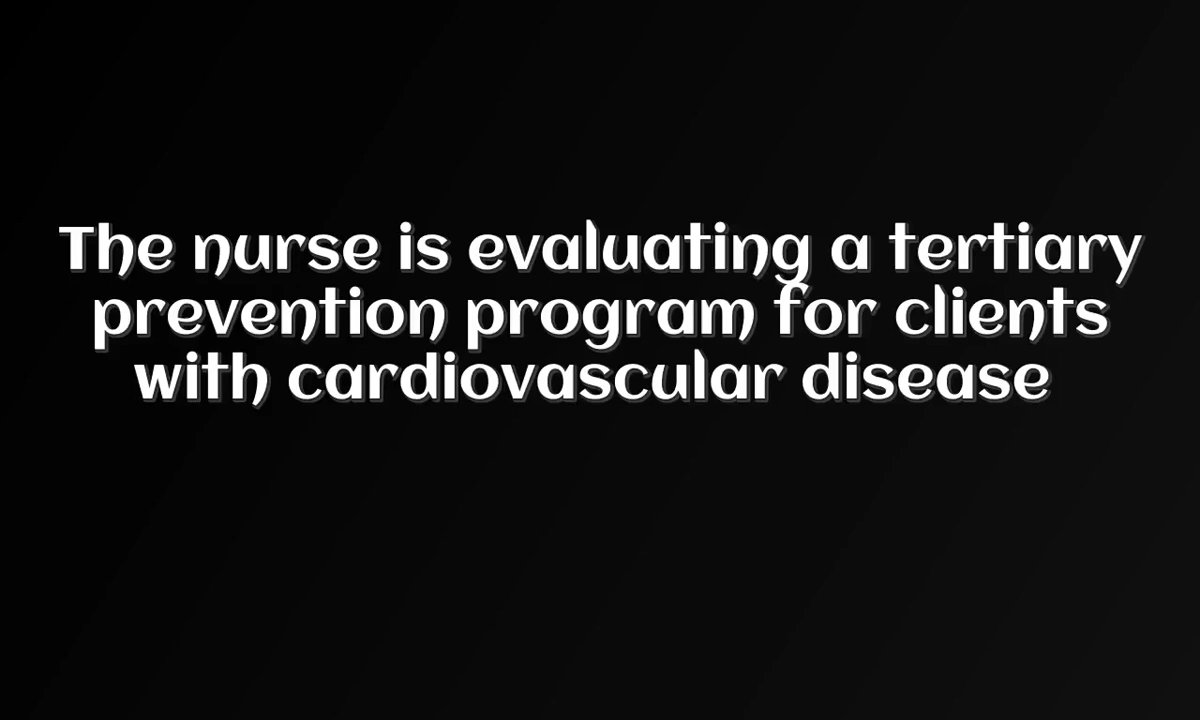 The nurse is evaluating a tertiary
prevention program for clients
with cardiovascular disease